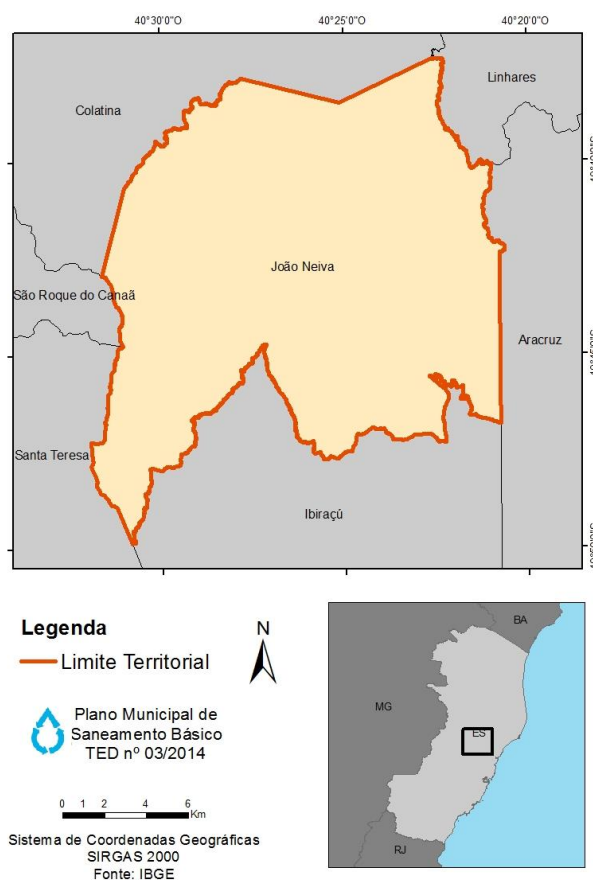 40°30'0"O
40°25'0"O
40°20'0"O
Linhares
Colatina
João Neiva
São Roque do Canaã
Aracruz
Santa Teresa
Ibiraçú
Legenda
Limite Territorial
N
Plano Municipal de
Saneamento Básico
TED nº 03/2014
0 1 2 4 6
Km
Sistema de Coordenadas Geográficas
SIRGAS 2000
Fonte: IBGE
BA
MG
ES
RJ